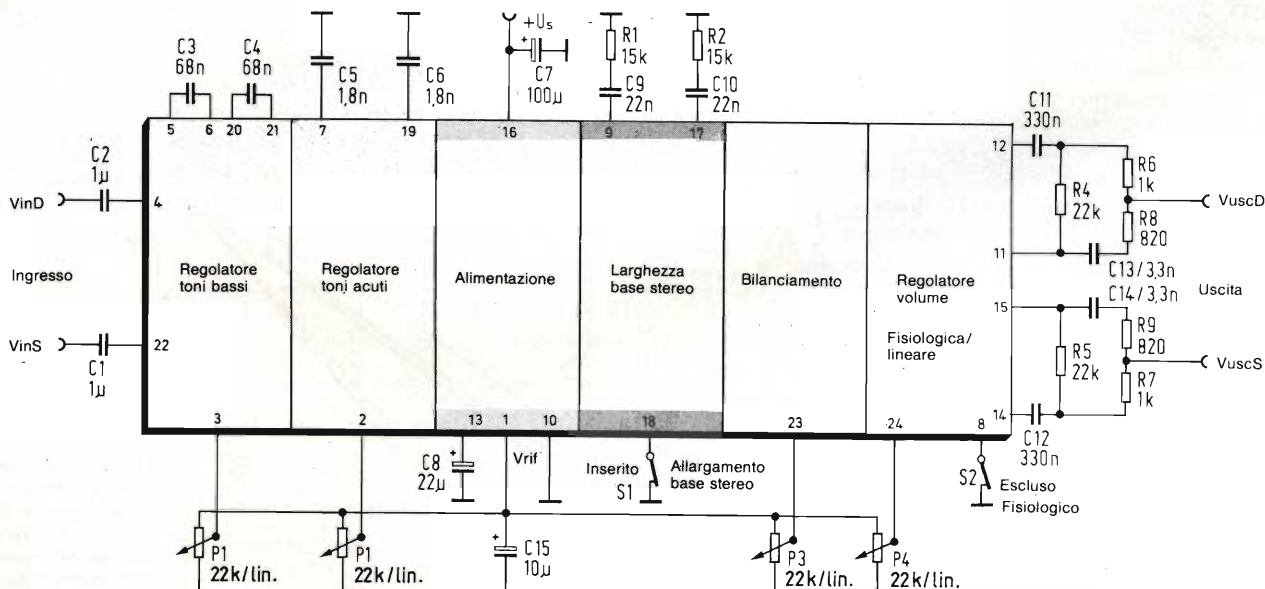 +Us
C3
68n
C4
68n
C5
1,8n
C6
1,8n
C7
100µ
R1
15k
C9
22n
R2
15k
C10
22n
5 6 20 21 7 19 16 9 17
C11
330n
12
C2
1µ
VinD
4
R4
22k
R6
1k
R8
820
VuscD
11
C13/3,3n
C14/3,3n
Ingresso
Regolatore
toni bassi
Regolatore
toni acuti
Alimentazione
Larghezza
base stereo
Bilanciamento
Regolatore
volume
Fisiologica/
lineare
Uscita
15
VinS
22
C1
1µ
R5
22k
R9
820
R7
1k
VuscS
14
C12
330n
3 2 13 1 10 18 23 24 8
C8
22µ
Vrif
Inserito
S1
Allargamento
base stereo
S2
Escluso
Fisiologico
P1
22k/lin.
P1
22k/lin.
C15
10µ
P3
22k/lin.
P4
22k/lin.